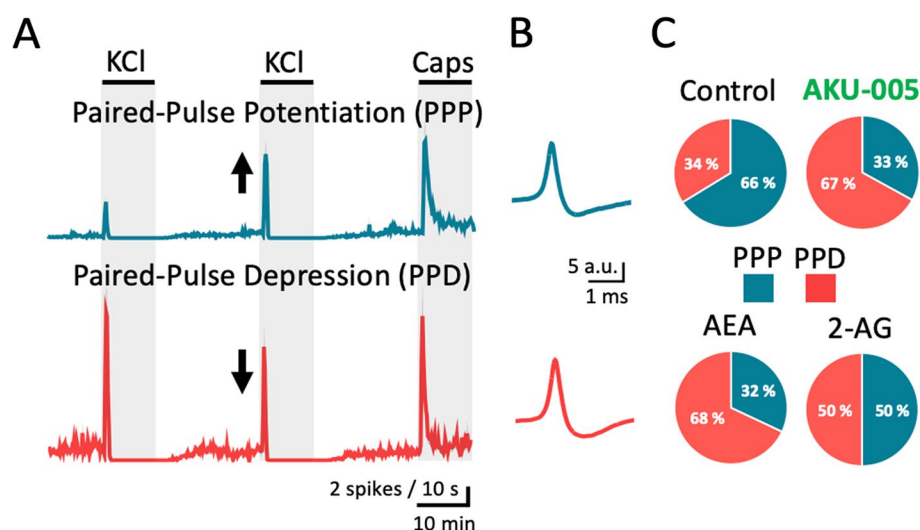 A
KCl
KCl
Caps
Paired-Pulse Potentiation (PPP)
Paired-Pulse Depression (PPD)
2 spikes / 10 s
10 min
B
5 a.u.
1 ms
C
Control
AKU-005
34 %
66 %
33 %
67 %
PPP
PPD
AEA
2-AG
32 %
68 %
50 %
50 %